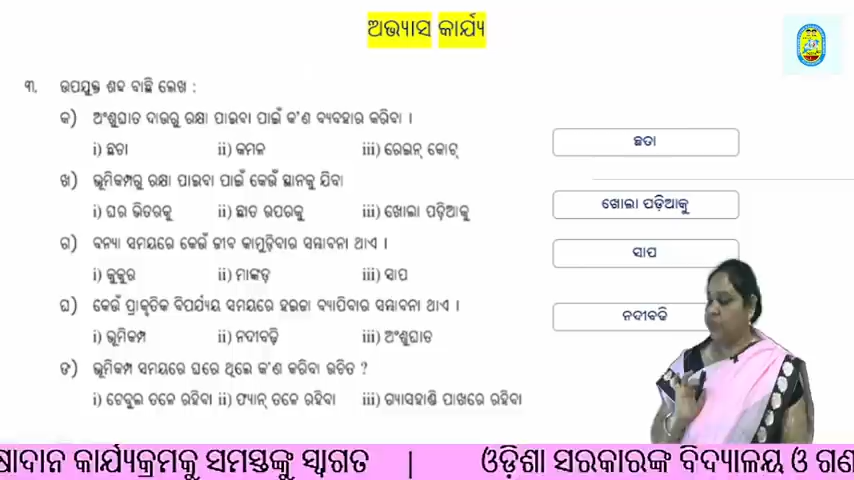 ଅଭ୍ୟାସ କାର୍ଯ୍ୟ
୩. ଉପଯୁକ୍ତ ଶବ୍ଦ ବାଛି ଲେଖ :
କ) ଅଂଶୁଘାତ ଦାଉରୁ ରକ୍ଷା ପାଇବା ପାଇଁ କ'ଣ ବ୍ୟବହାର କରିବା ।
i) ଛତା ii) କମଳ iii) ରେଇନ୍ କୋଟ୍
ଛତା
ଖ) ଭୂମିକମ୍ପରୁ ରକ୍ଷା ପାଇବା ପାଇଁ କେଉଁ ସ୍ଥାନକୁ ଯିବା
i) ଘର ଭିତରକୁ ii) ଛାତ ଉପରକୁ iii) ଖୋଲା ପଡ଼ିଆକୁ
ଖୋଲା ପଡ଼ିଆକୁ
ଗ) ବନ୍ୟା ସମୟରେ କେଉଁ ଜୀବ କାମୁଡ଼ିବାର ସମ୍ଭାବନା ଥାଏ ।
i) କୁକୁର ii) ମାଙ୍କଡ଼ iii) ସାପ
ସାପ
ଘ) କେଉଁ ପ୍ରାକୃତିକ ବିପର୍ଯ୍ୟୟ ସମୟରେ ହଇଜା ବ୍ୟାପିବାର ସମ୍ଭାବନା ଥାଏ ।
i) ଭୂମିକମ୍ପ ii) ନଦୀବଢ଼ି iii) ଅଂଶୁଘାତ
ନଦୀବଢି
ଙ) ଭୂମିକମ୍ପ ସମୟରେ ଘରେ ଥିଲେ କ'ଣ କରିବା ଉଚିତ ?
i) ଟେବୁଲ ତଳେ ରହିବା ii) ଫ୍ୟାନ୍ ତଳେ ରହିବା iii) ଗ୍ୟାସହାଣ୍ଡି ପାଖରେ ରହିବା
କାର୍ଯ୍ୟକ୍ରମକୁ ସମସ୍ତଙ୍କୁ ସ୍ୱାଗତ | ଓଡ଼ିଶା ସରକାରଙ୍କ ବିଦ୍ୟାଳୟ ଓ